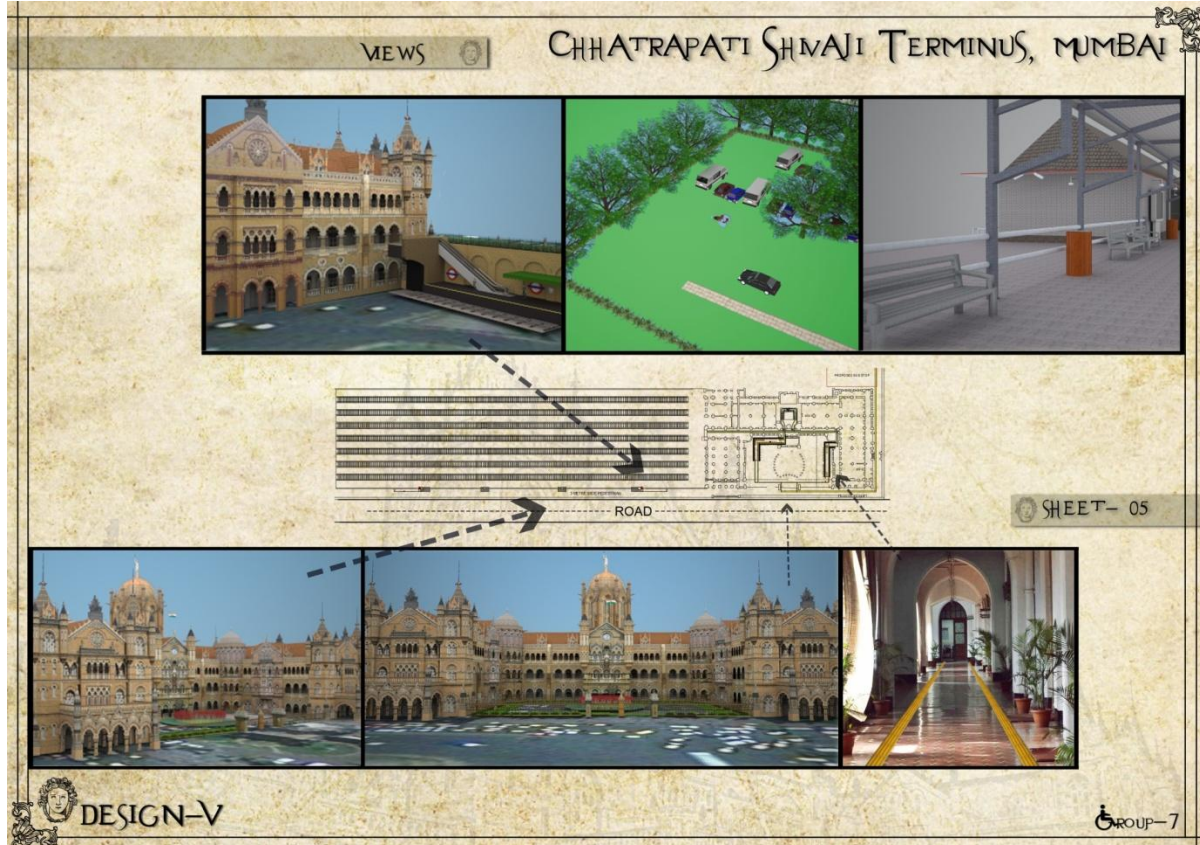 VIEWS
CHHATRAPATI SHIVAJI TERMINUS, MUMBAI
ROAD
SHEET- 05
DESIGN-V
GROUP-7